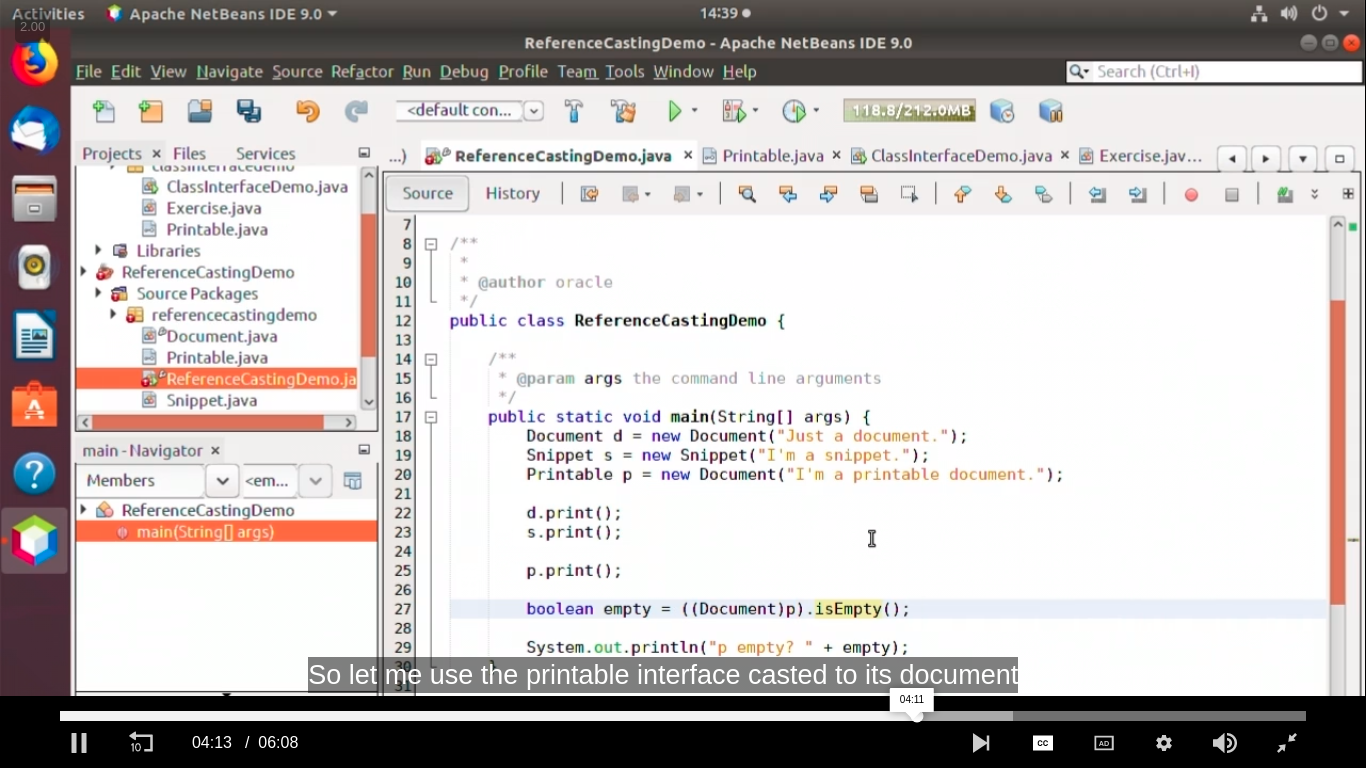 Activities Apache NetBeans IDE 9.0 14:39
2.00
ReferenceCastingDemo - Apache NetBeans IDE 9.0
File Edit View Navigate Source Refactor Run Debug Profile Team Tools Window Help Search (Ctrl+I)
<default con... 118.8/212.0MB
Projects × Files Services
...) ReferenceCastingDemo.java × Printable.java × ClassInterfaceDemo.java × Exercise.jav...
Source History
classinterfacedemo
ClassInterfaceDemo.java
Exercise.java
Printable.java
Libraries
ReferenceCastingDemo
Source Packages
referencecastingdemo
Document.java
Printable.java
ReferenceCastingDemo.ja
Snippet.java
main - Navigator ×
Members <em...
ReferenceCastingDemo
main(String[] args)
7
8 /**
9 *
10 * @author oracle
11 */
12 public class ReferenceCastingDemo {
13
14 /**
15 * @param args the command line arguments
16 */
17 public static void main(String[] args) {
18 Document d = new Document("Just a document.");
19 Snippet s = new Snippet("I'm a snippet.");
20 Printable p = new Document("I'm a printable document.");
21
22 d.print();
23 s.print();
24
25 p.print();
26
27 boolean empty = ((Document)p).isEmpty();
28
29 System.out.println("p empty? " + empty);
30 }
31
So let me use the printable interface casted to its document
04:11
10 04:13 / 06:08 CC AD